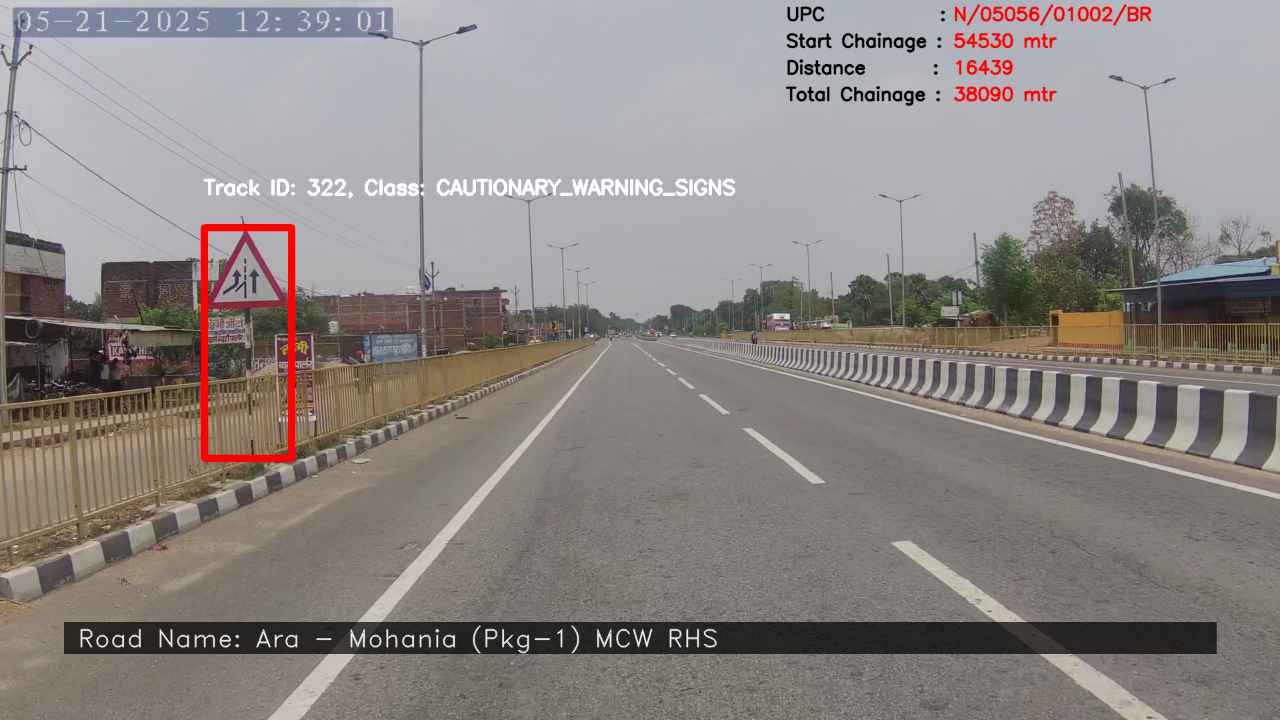 05-21-2025 12:39:01
UPC : N/05056/01002/BR
Start Chainage : 54530 mtr
Distance : 16439
Total Chainage : 38090 mtr
Track ID: 322, Class: CAUTIONARY_WARNING_SIGNS
Road Name: Ara - Mohania (Pkg-1) MCW RHS